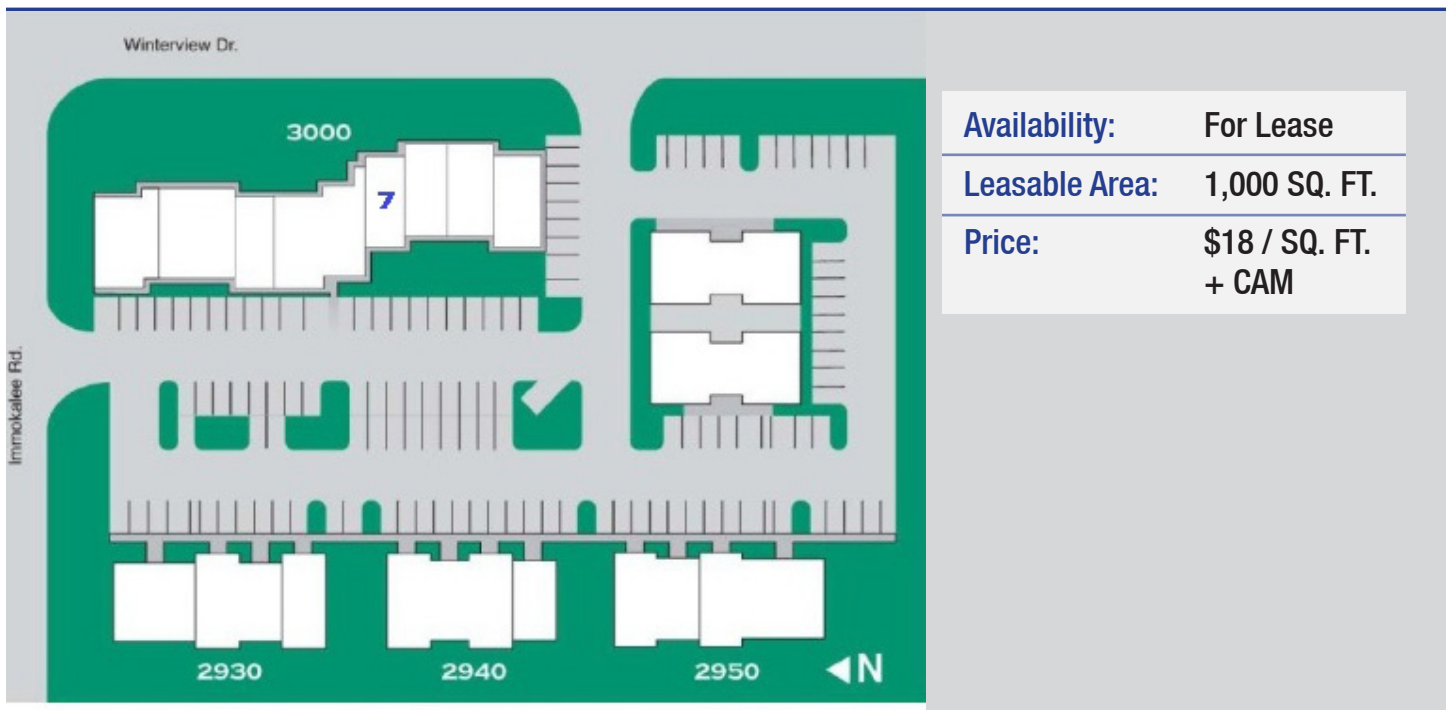 Winterview Dr.
3000
7
Immokalee Rd.
2930
2940
2950
N
Availability: For Lease
Leasable Area: 1,000 SQ. FT.
Price: $18 / SQ. FT.
+ CAM